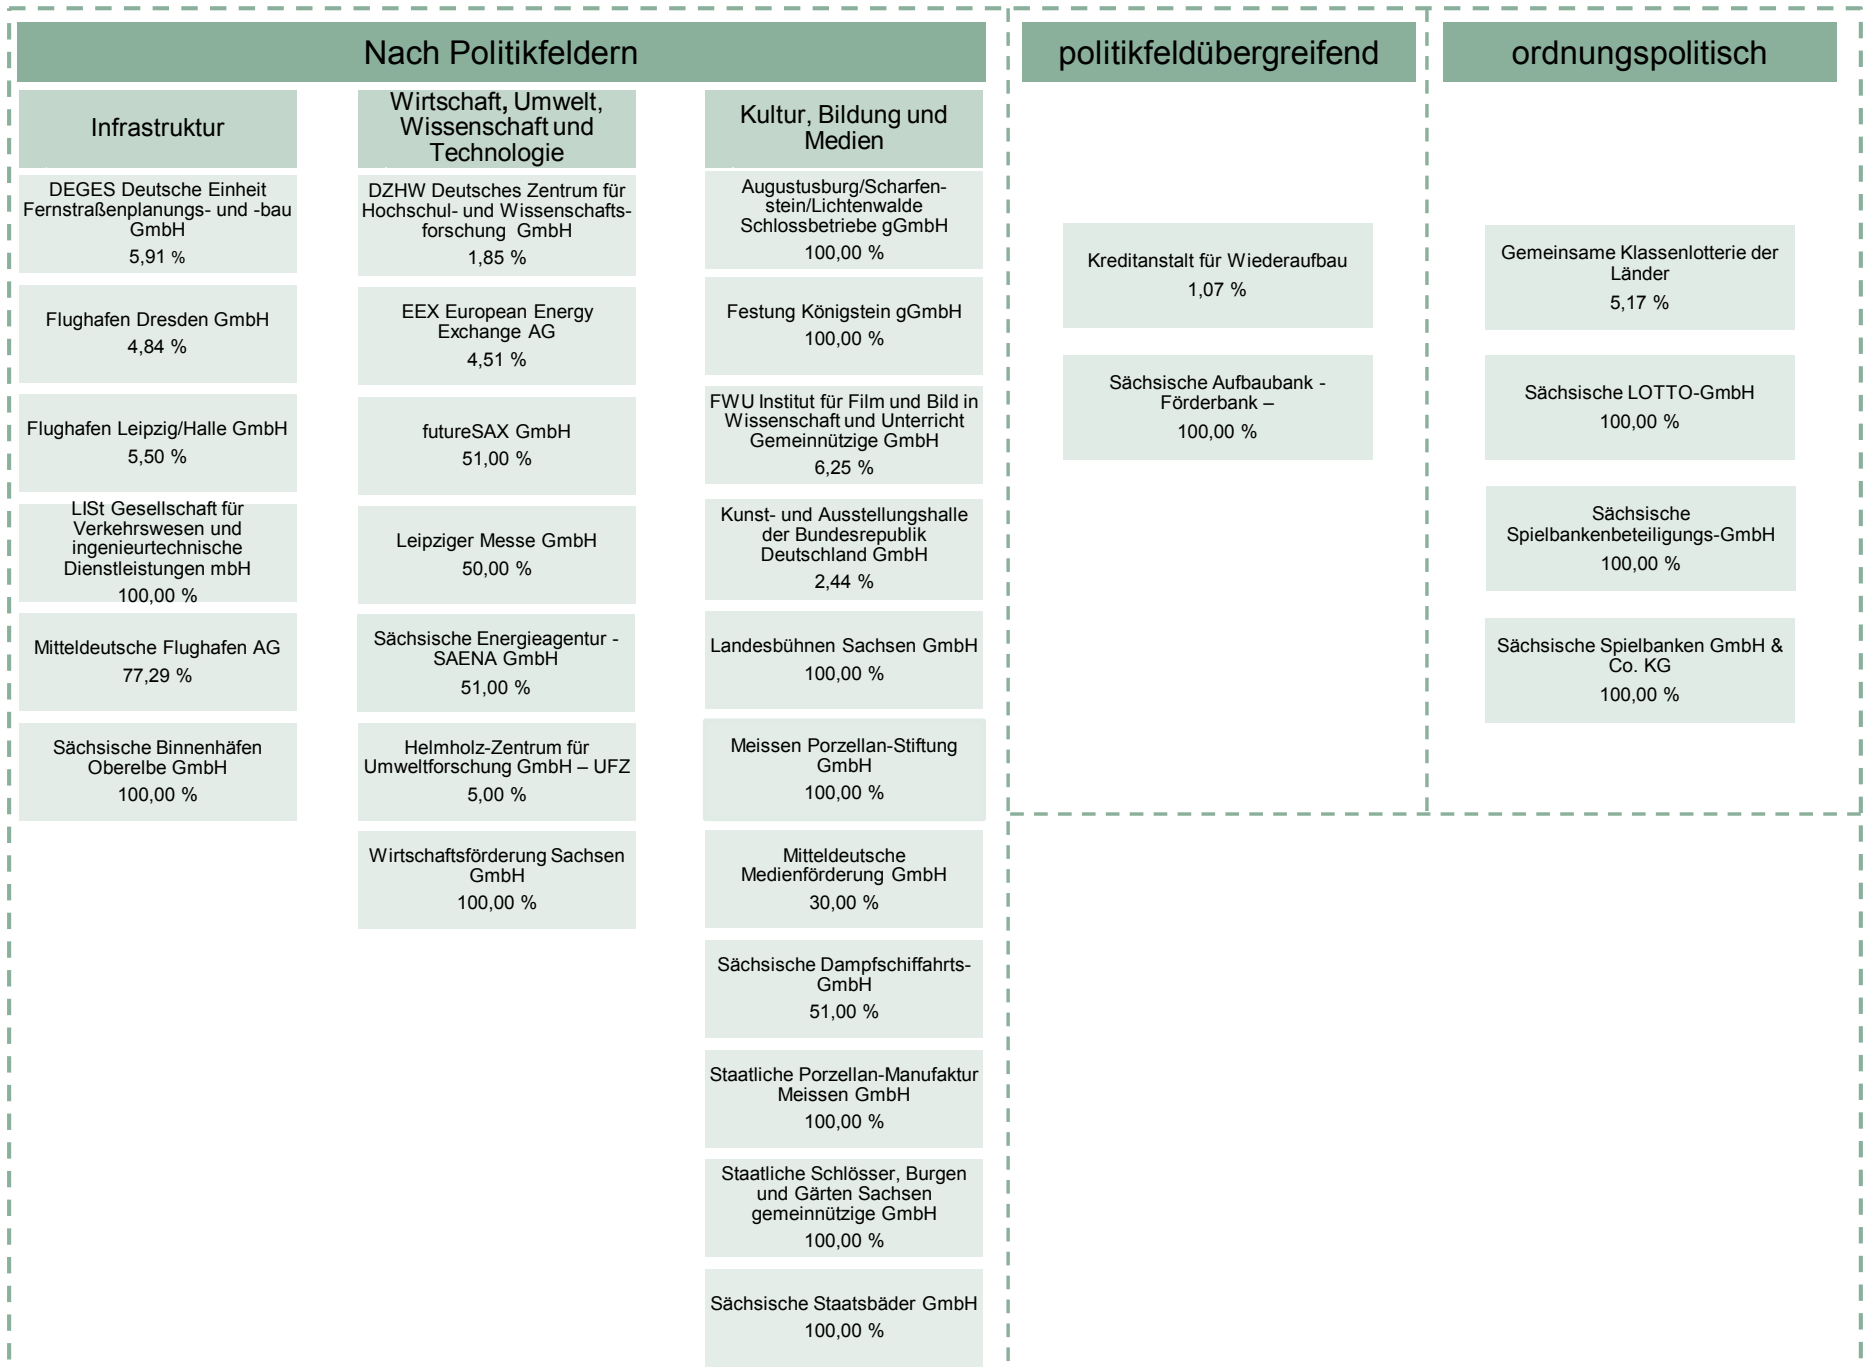 Nach Politikfeldern
politikfeldübergreifend
ordnungspolitisch
Infrastruktur
DEGES Deutsche Einheit
Fernstraßenplanungs- und -bau
GmbH
5,91 %
Flughafen Dresden GmbH
4,84 %
Flughafen Leipzig/Halle GmbH
5,50 %
LISt Gesellschaft für
Verkehrswesen und
ingenieurtechnische
Dienstleistungen mbH
100,00 %
Mitteldeutsche Flughafen AG
77,29 %
Sächsische Binnenhäfen
Oberelbe GmbH
100,00 %
Wirtschaft, Umwelt,
Wissenschaft und
Technologie
DZHW Deutsches Zentrum für
Hochschul- und Wissenschafts-
forschung GmbH
1,85 %
EEX European Energy
Exchange AG
4,51 %
futureSAX GmbH
51,00 %
Leipziger Messe GmbH
50,00 %
Sächsische Energieagentur -
SAENA GmbH
51,00 %
Helmholz-Zentrum für
Umweltforschung GmbH – UFZ
5,00 %
Wirtschaftsförderung Sachsen
GmbH
100,00 %
Kultur, Bildung und
Medien
Augustusburg/Scharfen-
stein/Lichtenwalde
Schlossbetriebe gGmbH
100,00 %
Festung Königstein gGmbH
100,00 %
FWU Institut für Film und Bild in
Wissenschaft und Unterricht
Gemeinnützige GmbH
6,25 %
Kunst- und Ausstellungshalle
der Bundesrepublik
Deutschland GmbH
2,44 %
Landesbühnen Sachsen GmbH
100,00 %
Meissen Porzellan-Stiftung
GmbH
100,00 %
Mitteldeutsche
Medienförderung GmbH
30,00 %
Sächsische Dampfschiffahrts-
GmbH
51,00 %
Staatliche Porzellan-Manufaktur
Meissen GmbH
100,00 %
Staatliche Schlösser, Burgen
und Gärten Sachsen
gemeinnützige GmbH
100,00 %
Sächsische Staatsbäder GmbH
100,00 %
Kreditanstalt für Wiederaufbau
1,07 %
Sächsische Aufbaubank -
Förderbank –
100,00 %
Gemeinsame Klassenlotterie der
Länder
5,17 %
Sächsische LOTTO-GmbH
100,00 %
Sächsische
Spielbankenbeteiligungs-GmbH
100,00 %
Sächsische Spielbanken GmbH &
Co. KG
100,00 %